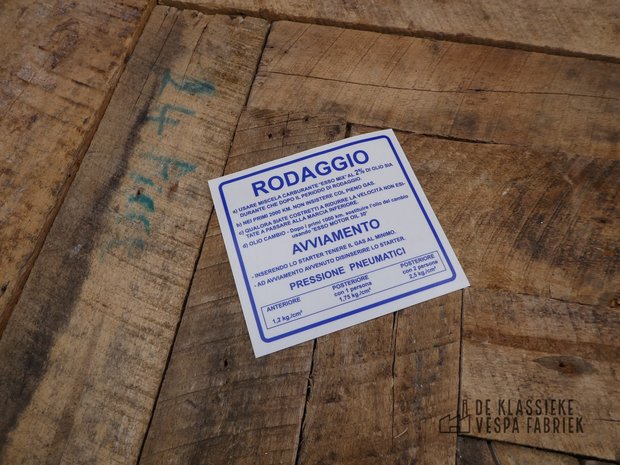 RODAGGIO
a) USARE MISCELA CARBURANTE "ESSO MIX" AL 2% DI OLIO SIA
DURANTE CHE DOPO IL PERIODO DI RODAGGIO.
b) NEI PRIMI 2000 KM. NON INSISTERE COL PIENO GAS.
c) QUALORA SIATE COSTRETTI A RIDURRE LA VELOCITÀ NON ESI-
TATE A PASSARE ALLA MARCIA INFERIORE.
d) OLIO CAMBIO - Dopo i primi 1000 km. sostituire l'olio del cambio
usando "ESSO MOTOR OIL 30"
AVVIAMENTO
- INSERENDO LO STARTER TENERE IL GAS AL MINIMO.
- AD AVVIAMENTO AVVENUTO DISINSERIRE LO STARTER.
PRESSIONE PNEUMATICI
ANTERIORE
1,2 kg./cm²
POSTERIORE
con 1 persona
1,75 kg./cm²
POSTERIORE
con 2 persona
2,5 kg./cm²
DE KLASSIEKE
VESPA FABRIEK